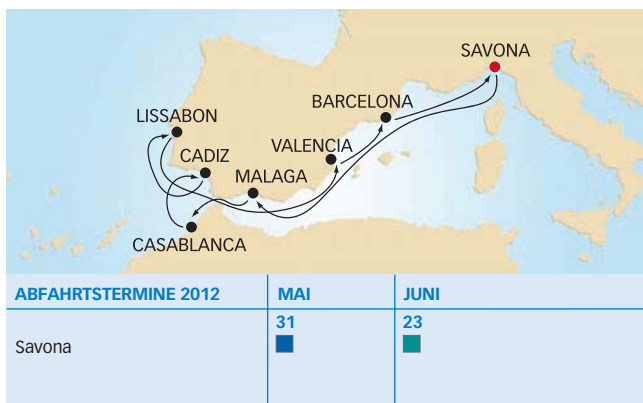 SAVONA
BARCELONA
LISSABON
VALENCIA
CADIZ
MALAGA
CASABLANCA
ABFAHRTSTERMINE 2012 MAI JUNI
31 23
Savona